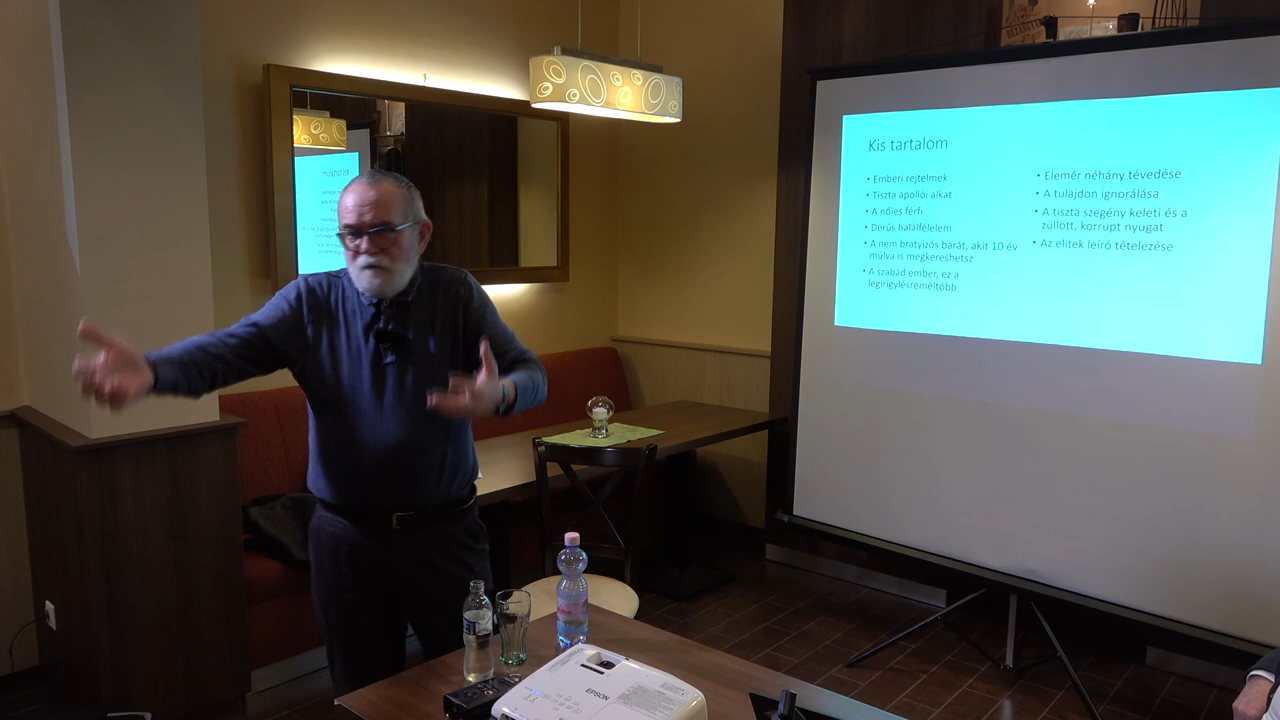 Kis tartalom
• Emberi rejtelmek
• Tiszta apollói alkat
• A nőies férfi
• Derűs halálfélelem
• A nem bratyizós barát, akit 10 év
múlva is megkereshetsz
• A szabad ember, ez a
legirigylésreméltóbb
• Elemér néhány tévedése
• A tulajdon ignorálása
• A tiszta szegény keleti és a
züllött, korrupt nyugat
• Az elitek leíró tételezése
EPSON